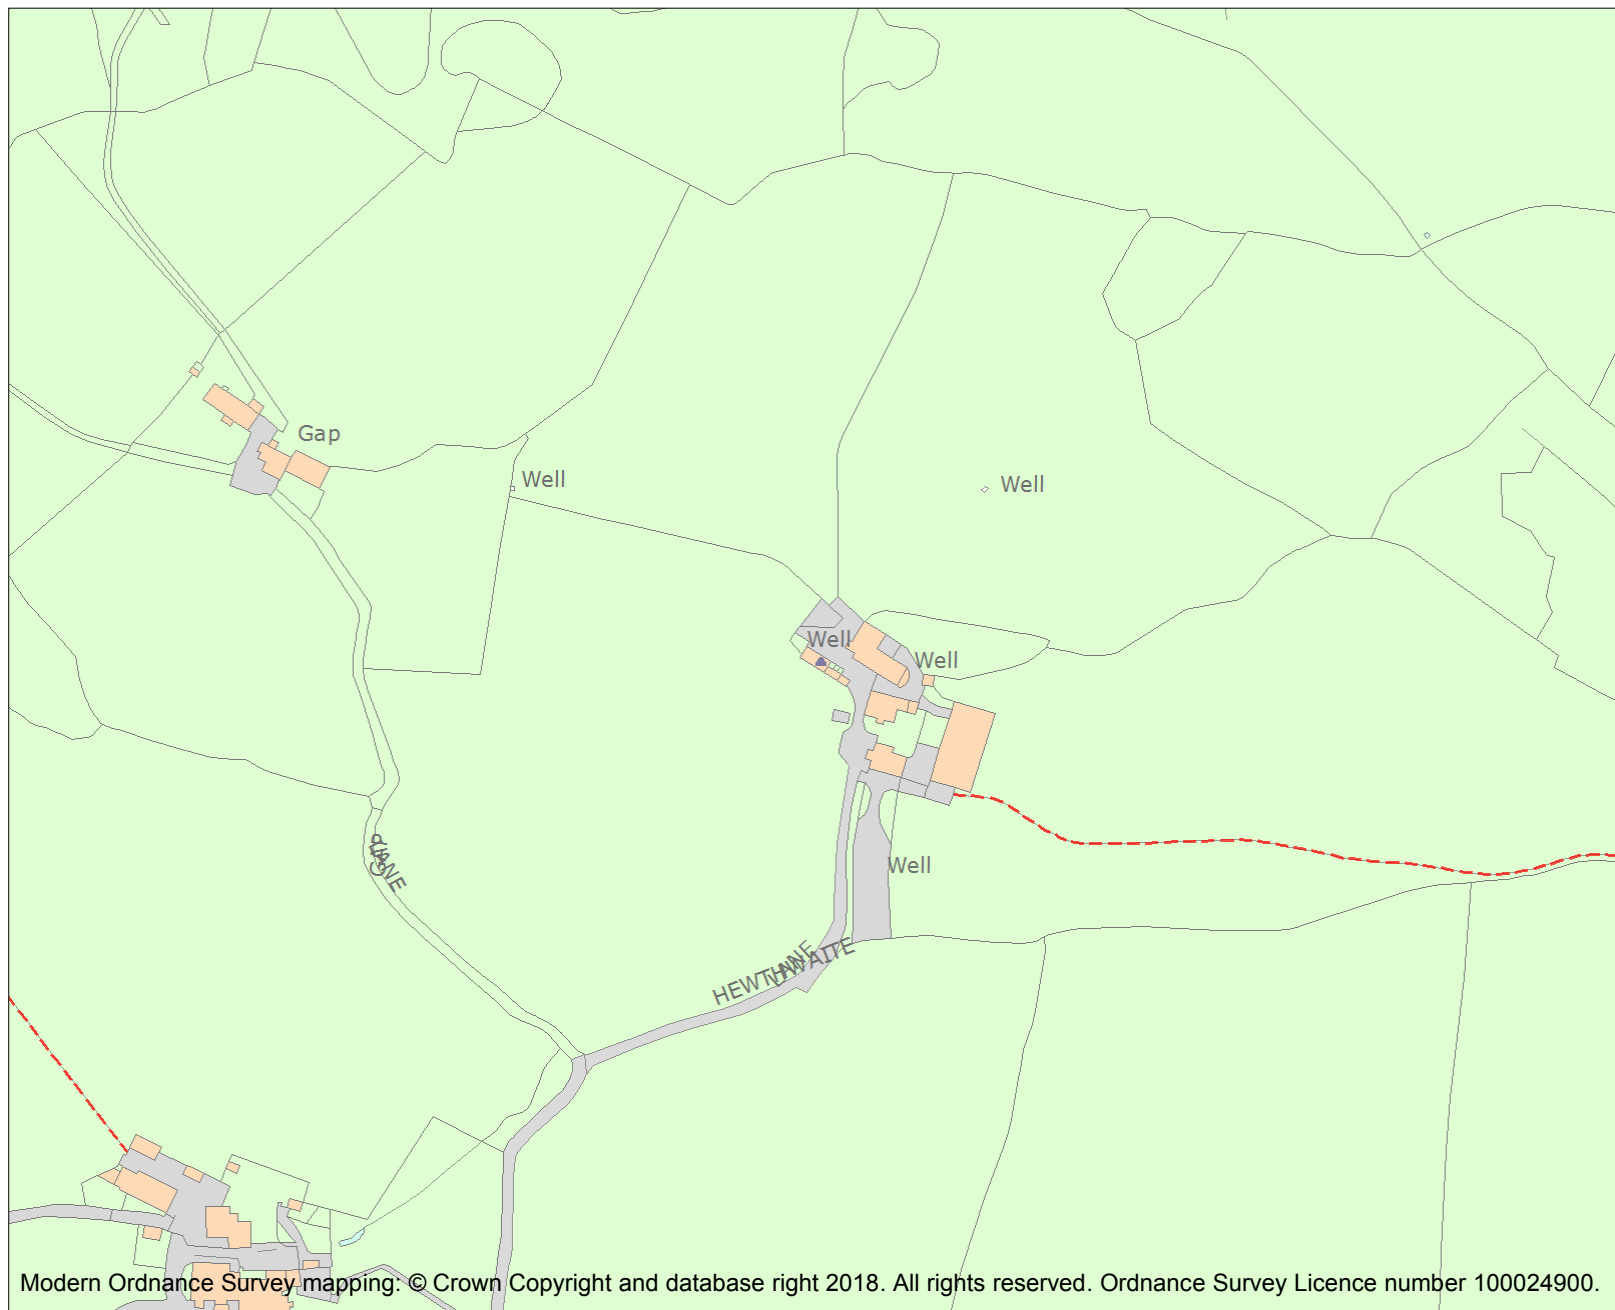 Gap
Well
Well
Well
Well
LANE
Well
HEWTHWAITE
LANE
Modern Ordnance Survey mapping: © Crown Copyright and database right 2018. All rights reserved. Ordnance Survey Licence number 100024900.